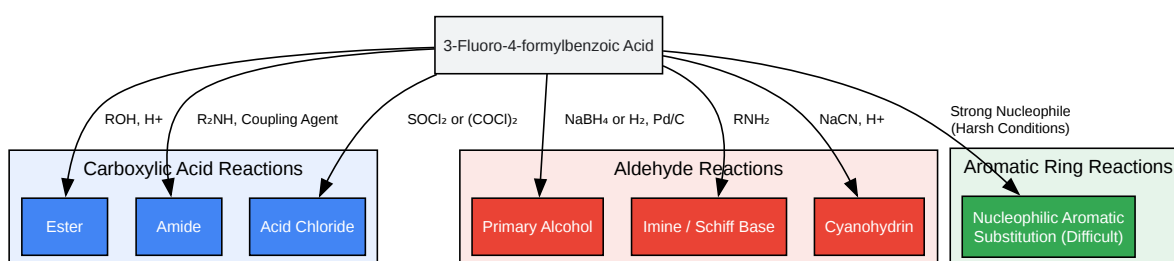 3-Fluoro-4-formylbenzoic Acid
ROH, H+
R₂NH, Coupling Agent
SOCl₂ or (COCl)₂
NaBH₄ or H₂, Pd/C
RNH₂
NaCN, H+
Strong Nucleophile
(Harsh Conditions)
Carboxylic Acid Reactions
Aldehyde Reactions
Aromatic Ring Reactions
Ester
Amide
Acid Chloride
Primary Alcohol
Imine / Schiff Base
Cyanohydrin
Nucleophilic Aromatic
Substitution (Difficult)